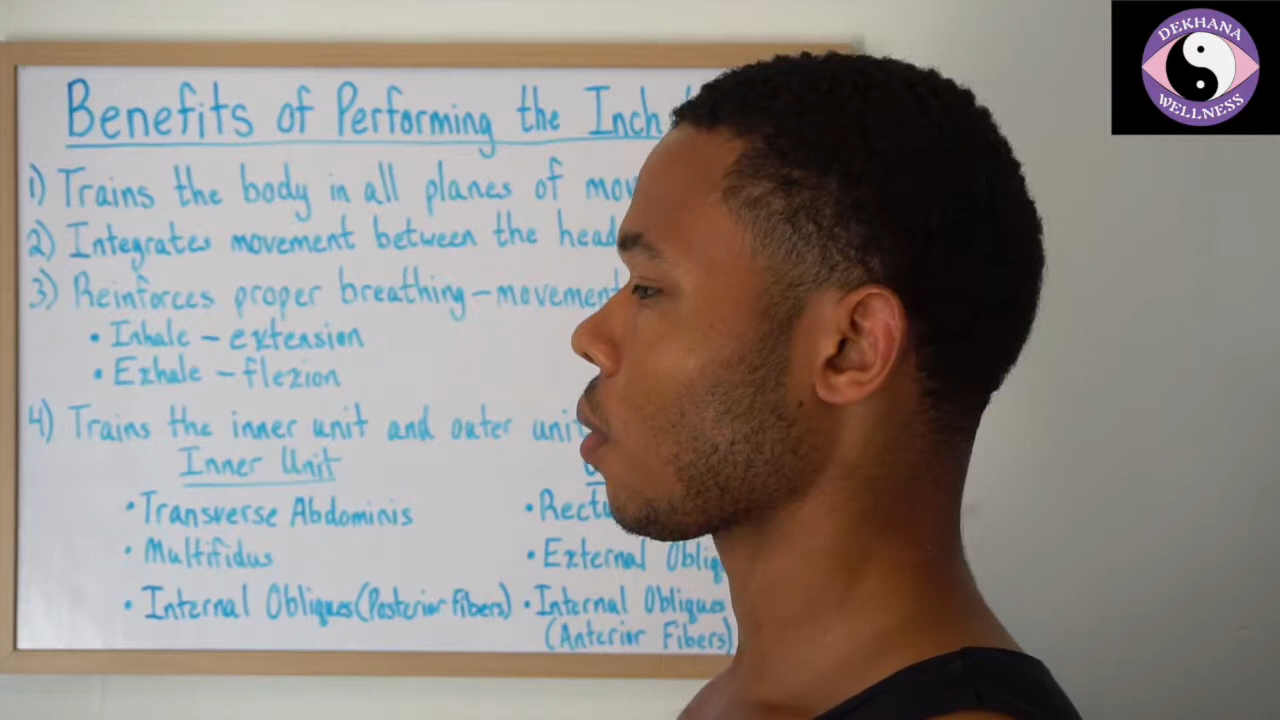 Benefits of Performing the Inch
1) Trains the body in all planes of mov
2) Integrates movement between the head
3) Reinforces proper breathing - movement
• Inhale - extension
• Exhale - flexion
4) Trains the inner unit and outer unit
Inner Unit
• Transverse Abdominis
• Multifidus
• Internal Obliques (Posterior Fibers)
• Rectu
• External Obliq
• Internal Obliques
(Anterior Fibers)
DEKHANA
WELLNESS